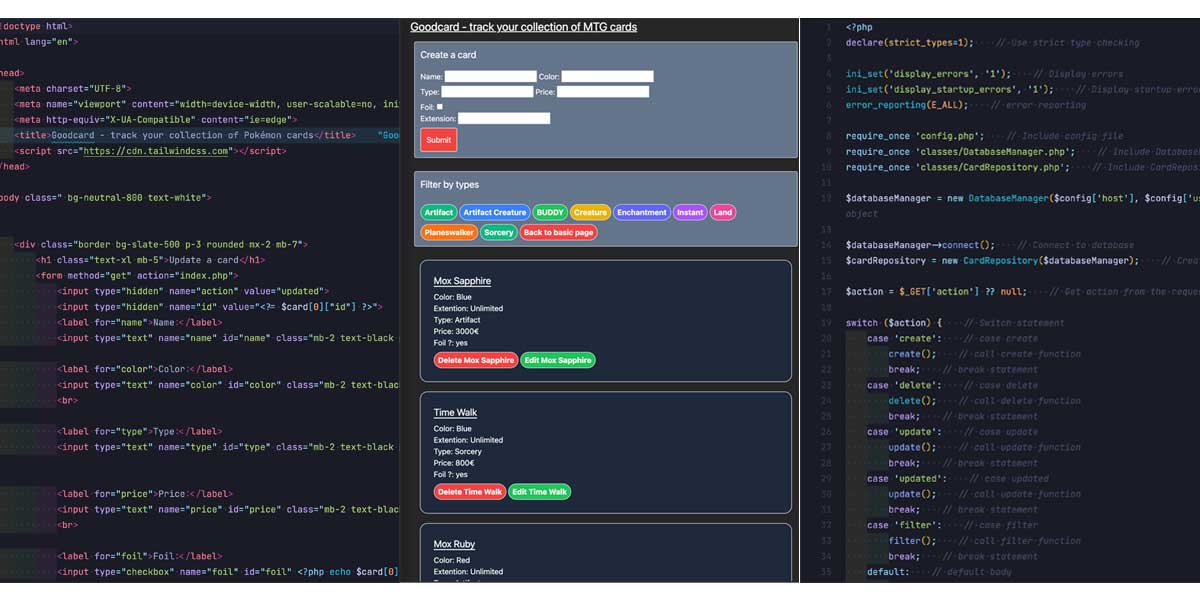 doctype html>
html lang="en">
head>
<meta charset="UTF-8">
<meta name="viewport" content="width=device-width, user-scalable=no, ini
<meta http-equiv="X-UA-Compatible" content="ie=edge">
<title>Goodcard - track your collection of Pokémon cards</title> "Goo
<script src="https://cdn.tailwindcss.com"></script>
/head>
body class=" bg-neutral-800 text-white">
<div class="border bg-slate-500 p-3 rounded mx-2 mb-7">
<h1 class="text-xl mb-5">Update a card</h1>
<form method="get" action="index.php">
<input type="hidden" name="action" value="updated">
<input type="hidden" name="id" value="<?= $card[0]["id"] ?>">
<label for="name">Name:</label>
<input type="text" name="name" id="name" class="mb-2 text-black
<label for="color">Color:</label>
<input type="text" name="color" id="color" class="mb-2 text-blac
<br>
<label for="type">Type:</label>
<input type="text" name="type" id="type" class="mb-2 text-black
<label for="price">Price:</label>
<input type="text" name="price" id="price" class="mb-2 text-blac
<br>
<label for="foil">Foil:</label>
<input type="checkbox" name="foil" id="foil" <?php echo $card[0]
Goodcard - track your collection of MTG cards
Create a card
Name: Color:
Type: Price:
Foil:
Extension:
Submit
Filter by types
Artifact Artifact Creature BUDDY Creature Enchantment Instant Land
Planeswalker Sorcery Back to basic page
Mox Sapphire
Color: Blue
Extention: Unlimited
Type: Artifact
Price: 3000€
Foil ?: yes
Delete Mox Sapphire Edit Mox Sapphire
Time Walk
Color: Blue
Extention: Unlimited
Type: Sorcery
Price: 800€
Foil ?: yes
Delete Time Walk Edit Time Walk
Mox Ruby
Color: Red
Extention: Unlimited
1 <?php
2 declare(strict_types=1); // Use strict type checking
3
4 ini_set('display_errors', '1'); // Display errors
5 ini_set('display_startup_errors', '1'); // Display startup erro
6 error_reporting(E_ALL); // error reporting
7
8 require_once 'config.php'; // Include config file
9 require_once 'classes/DatabaseManager.php'; // Include Database
10 require_once 'classes/CardRepository.php'; // Include CardRepos
11
12 $databaseManager = new DatabaseManager($config['host'], $config['us
object
13
14 $databaseManager->connect(); // Connect to database
15 $cardRepository = new CardRepository($databaseManager); // Crea
16
17 $action = $_GET['action'] ?? null; // Get action from the reque
18
19 switch ($action) { // Switch statement
20 case 'create': // case create
21 create(); // call create function
22 break; // break statement
23 case 'delete': // case delete
24 delete(); // call delete function
25 break; // break statement
26 case 'update': // case update
27 update(); // call update function
28 break; // break statement
29 case 'updated': // case updated
30 update(); // call update function
31 break; // break statement
32 case 'filter': // case filter
33 filter(); // call filter function
34 break; // break statement
35 default: // default body